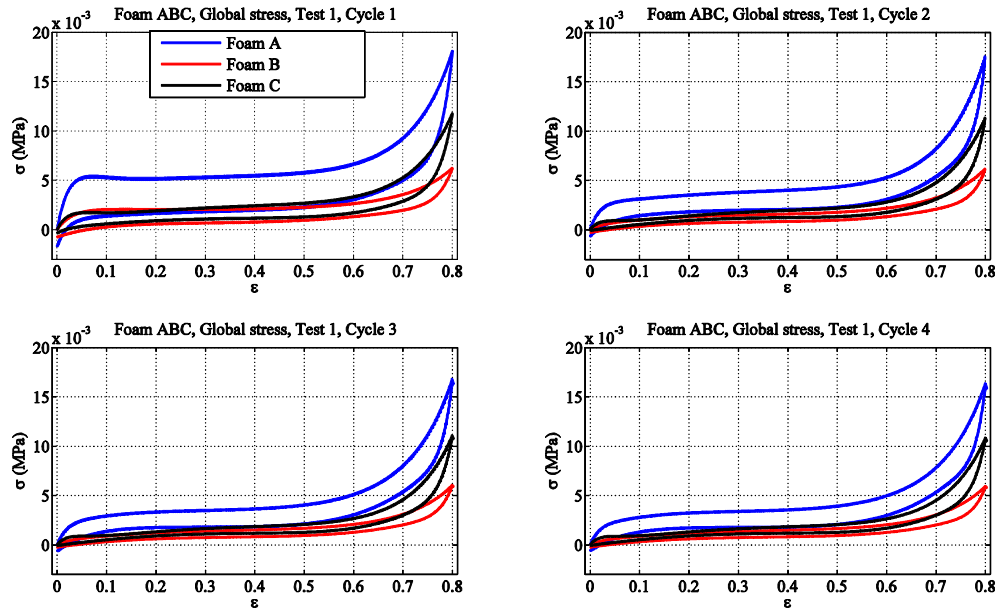 Foam ABC, Global stress, Test 1, Cycle 1
x 10⁻³
20
15
10
5
0
σ (MPa)
0 0.1 0.2 0.3 0.4 0.5 0.6 0.7 0.8
ε
Foam A
Foam B
Foam C
Foam ABC, Global stress, Test 1, Cycle 2
x 10⁻³
20
15
10
5
0
σ (MPa)
0 0.1 0.2 0.3 0.4 0.5 0.6 0.7 0.8
ε
Foam ABC, Global stress, Test 1, Cycle 3
x 10⁻³
20
15
10
5
0
σ (MPa)
0 0.1 0.2 0.3 0.4 0.5 0.6 0.7 0.8
ε
Foam ABC, Global stress, Test 1, Cycle 4
x 10⁻³
20
15
10
5
0
σ (MPa)
0 0.1 0.2 0.3 0.4 0.5 0.6 0.7 0.8
ε